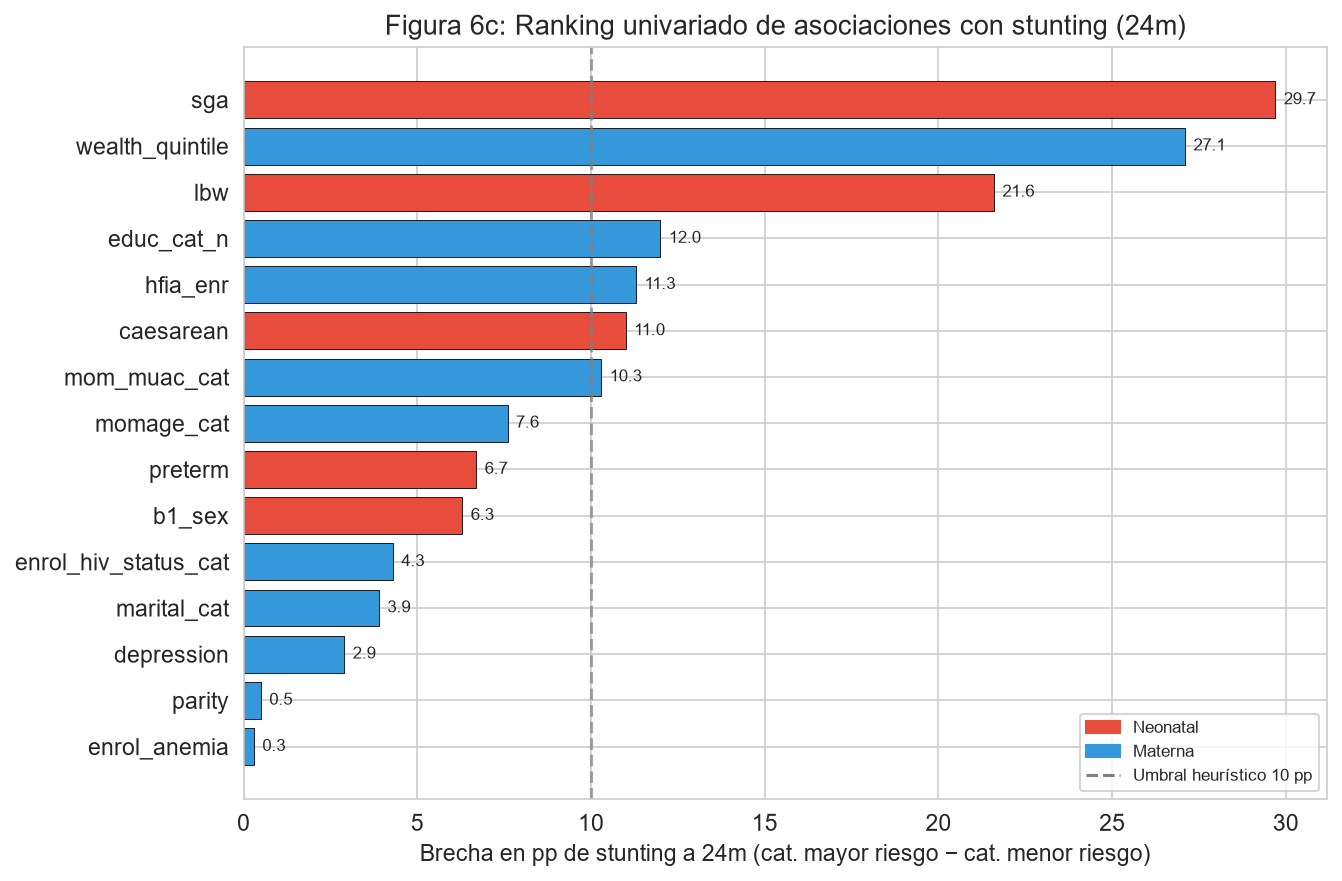 Figura 6c: Ranking univariado de asociaciones con stunting (24m)
sga 29.7
wealth_quintile 27.1
lbw 21.6
educ_cat_n 12.0
hfia_enr 11.3
caesarean 11.0
mom_muac_cat 10.3
momage_cat 7.6
preterm 6.7
b1_sex 6.3
enrol_hiv_status_cat 4.3
marital_cat 3.9
depression 2.9
parity 0.5
enrol_anemia 0.3
Neonatal
Materna
Umbral heurístico 10 pp
0 5 10 15 20 25 30
Brecha en pp de stunting a 24m (cat. mayor riesgo − cat. menor riesgo)